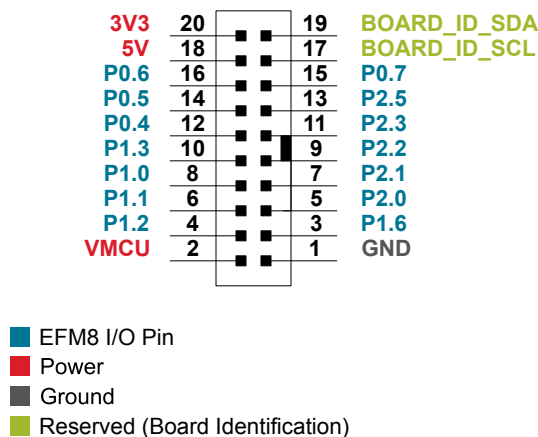 3V3 20 19 BOARD_ID_SDA
5V 18 17 BOARD_ID_SCL
P0.6 16 15 P0.7
P0.5 14 13 P2.5
P0.4 12 11 P2.3
P1.3 10 9 P2.2
P1.0 8 7 P2.1
P1.1 6 5 P2.0
P1.2 4 3 P1.6
VMCU 2 1 GND
EFM8 I/O Pin
Power
Ground
Reserved (Board Identification)